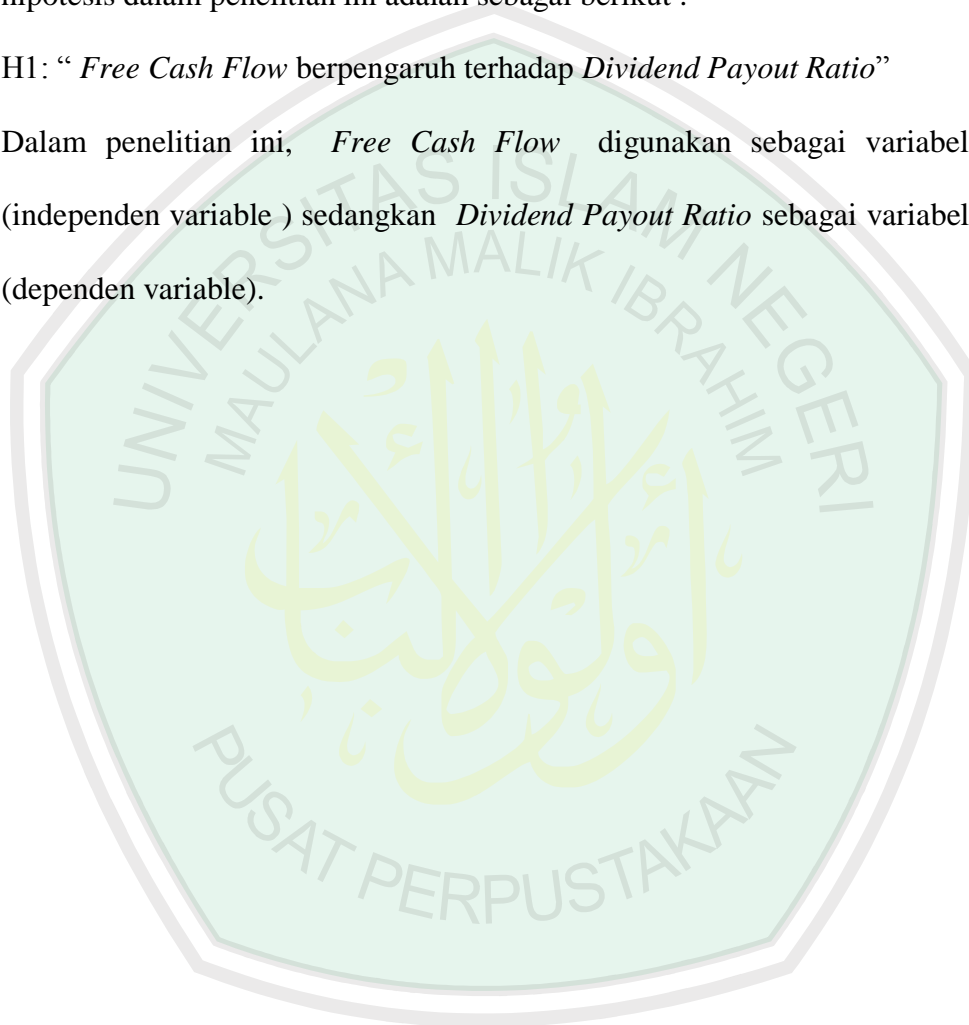 hipotesis dalam penelitian ini adalah sebagai berikut :
H1: “ Free Cash Flow berpengaruh terhadap Dividend Payout Ratio”
Dalam penelitian ini, Free Cash Flow digunakan sebagai variabel
(independen variable ) sedangkan Dividend Payout Ratio sebagai variabel
(dependen variable).
UNIVERSITAS ISLAM NEGERI
MAULANA MALIK IBRAHIM
PUSAT PERPUSTAKAAN